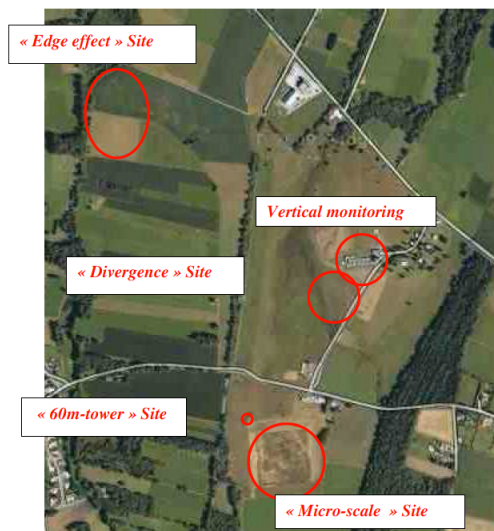 « Edge effect » Site
Vertical monitoring
« Divergence » Site
« 60m-tower » Site
« Micro-scale » Site